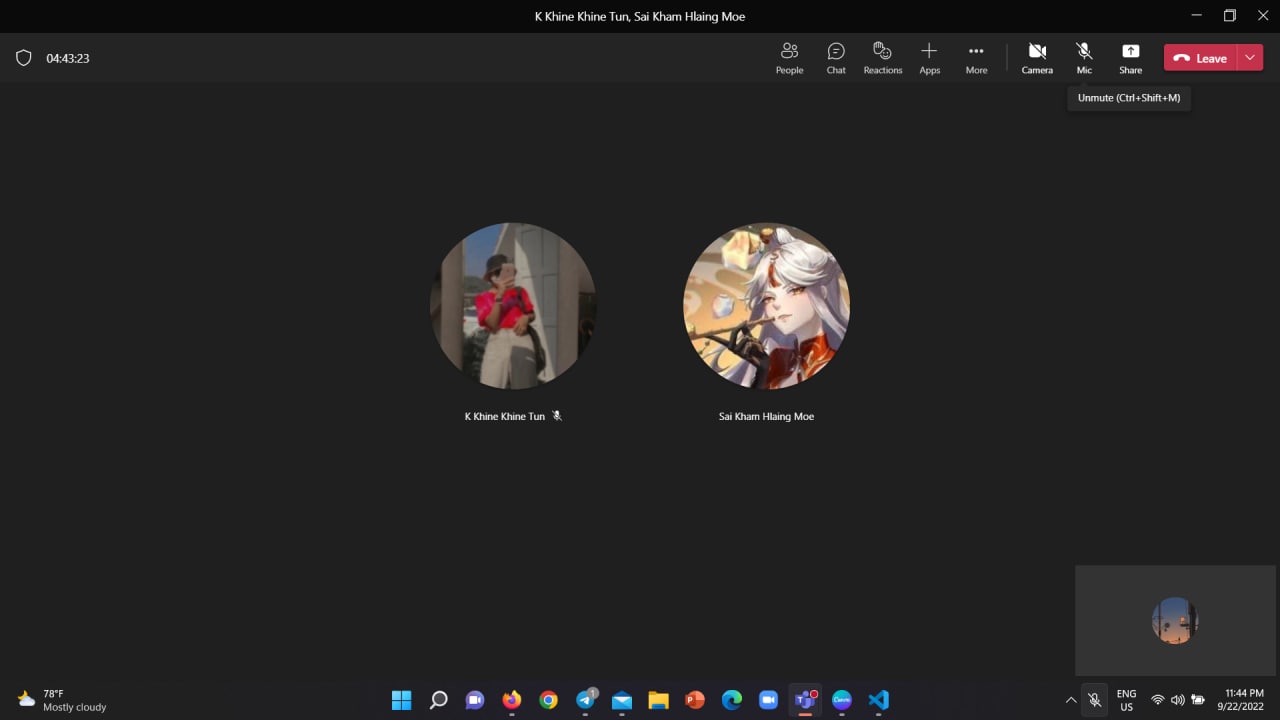 K Khine Khine Tun, Sai Kham Hlaing Moe
04:43:23
People
Chat
Reactions
Apps
More
Camera
Mic
Share
Leave
Unmute (Ctrl+Shift+M)
K Khine Khine Tun
Sai Kham Hlaing Moe
78°F
Mostly cloudy
1
P
T
Canva
ENG
US
11:44 PM
9/22/2022